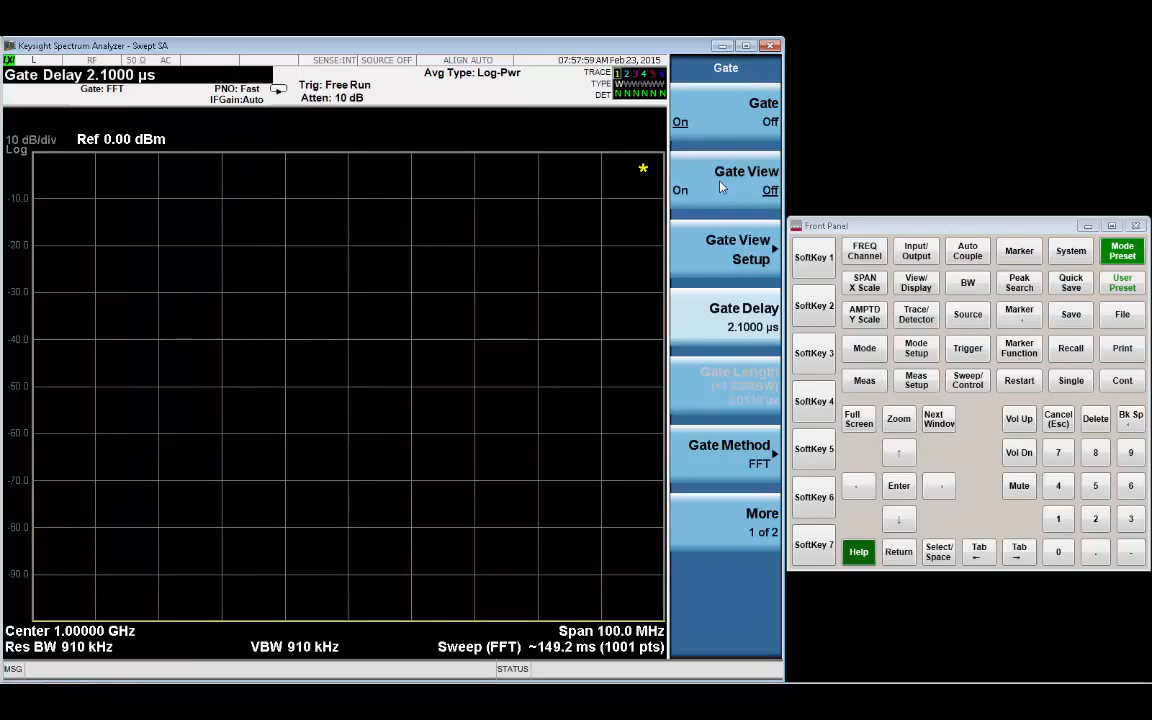 Keysight Spectrum Analyzer - Swept SA
LXI L RF 50 Ω AC SENSE:INT SOURCE OFF ALIGN AUTO 07:57:59 AM Feb 23, 2015
Gate Delay 2.1000 µs
Gate: FFT
PNO: Fast
IFGain:Auto
Trig: Free Run
Atten: 10 dB
Avg Type: Log-Pwr
TRACE 1 2 3 4 5 6
TYPE WWWWWW
DET N N N N N N
10 dB/div
Log
Ref 0.00 dBm
-10.0
-20.0
-30.0
-40.0
-50.0
-60.0
-70.0
-80.0
-90.0
*
Center 1.00000 GHz
Span 100.0 MHz
Res BW 910 kHz
VBW 910 kHz
Sweep (FFT) ~149.2 ms (1001 pts)
MSG
STATUS
Gate
Gate
On Off
Gate View
On Off
Gate View
Setup
Gate Delay
2.1000 µs
Gate Length
Gate Method
FFT
More
1 of 2
Front Panel
SoftKey 1
SoftKey 2
SoftKey 3
SoftKey 4
SoftKey 5
SoftKey 6
SoftKey 7
FREQ
Channel
Input/
Output
Auto
Couple
Marker
System
Mode
Preset
SPAN
X Scale
View/
Display
BW
Peak
Search
Quick
Save
User
Preset
AMPTD
Y Scale
Trace/
Detector
Source
Marker
Save
File
Mode
Mode
Setup
Trigger
Marker
Function
Recall
Print
Meas
Meas
Setup
Sweep/
Control
Restart
Single
Cont
Full
Screen
Zoom
Next
Window
Vol Up
Cancel
(Esc)
Delete
Bk Sp
↑
Vol Dn
7
8
9
←
Enter
→
Mute
4
5
6
↓
1
2
3
Help
Return
Select/
Space
Tab
←
Tab
→
0
.
-